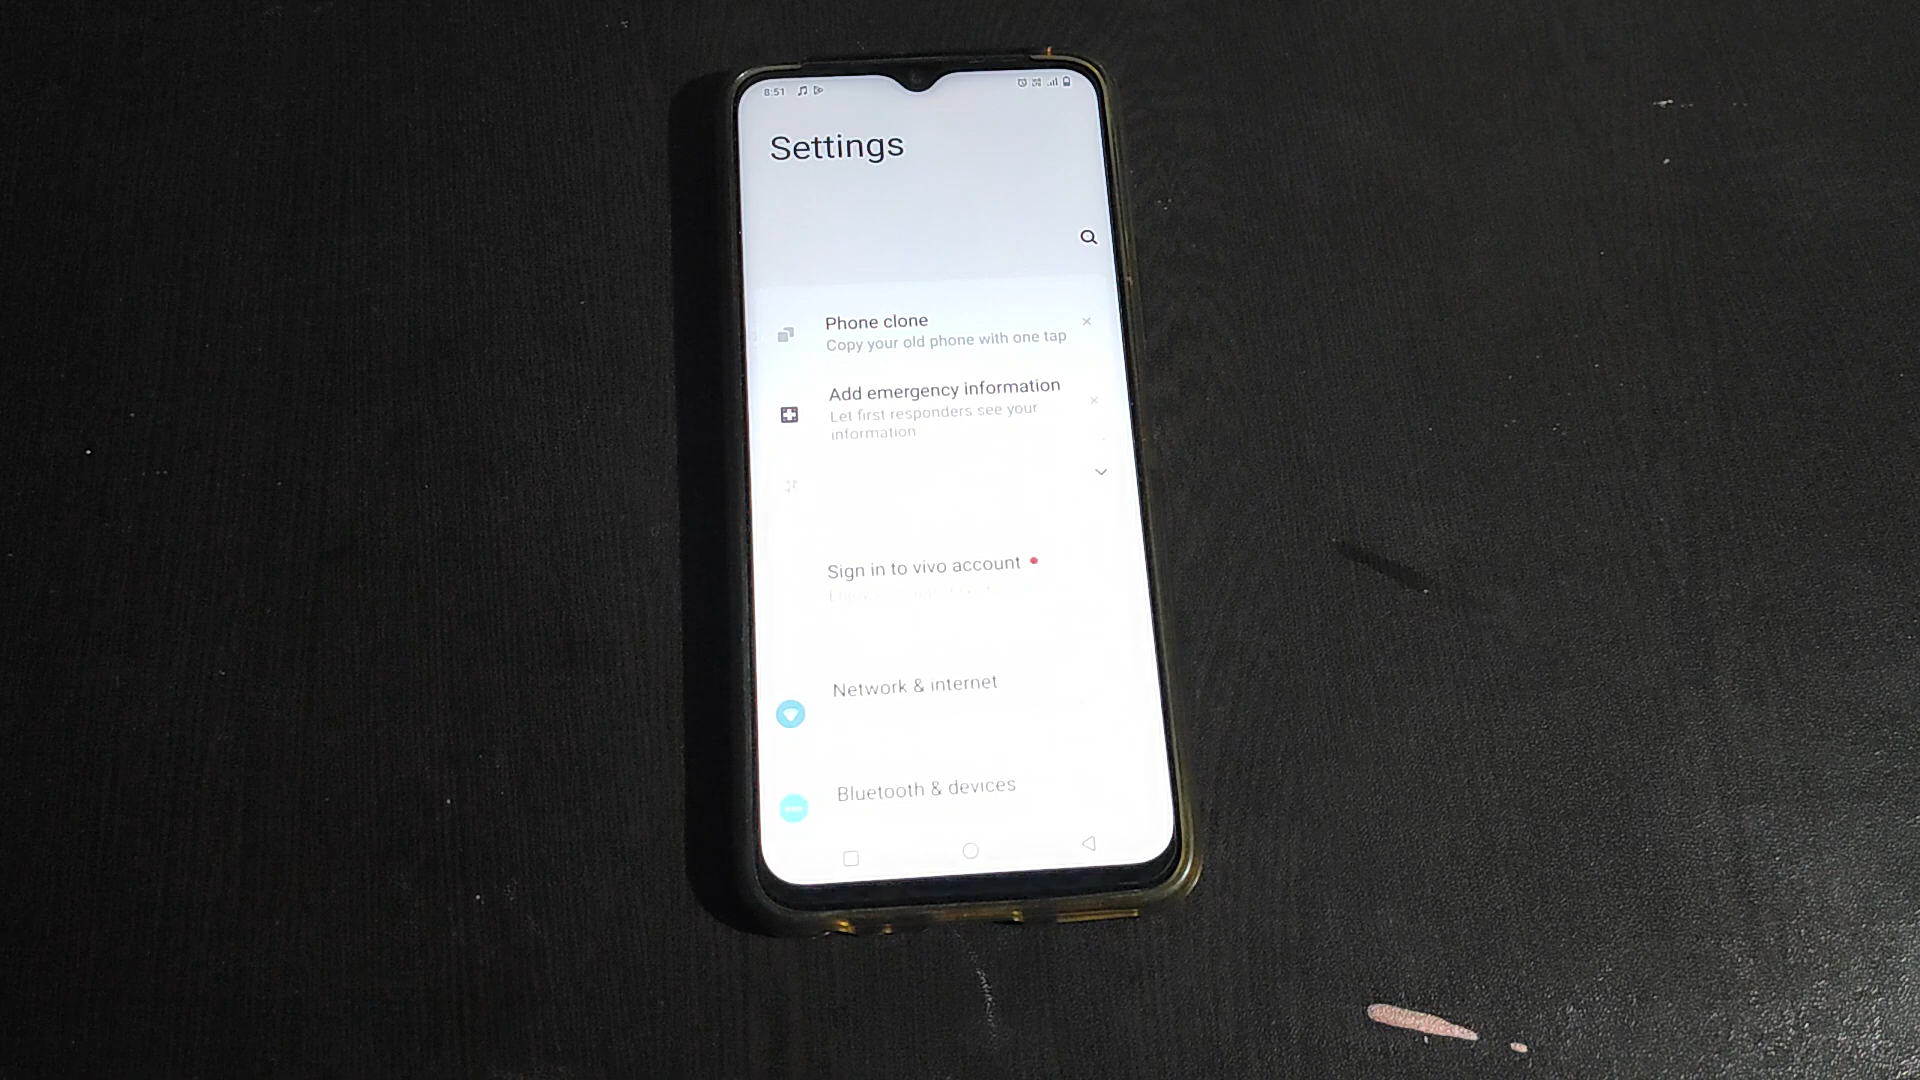 8:51
Settings
Phone clone
Copy your old phone with one tap
Add emergency information
Let first responders see your
information
Sign in to vivo account
Network & internet
Bluetooth & devices